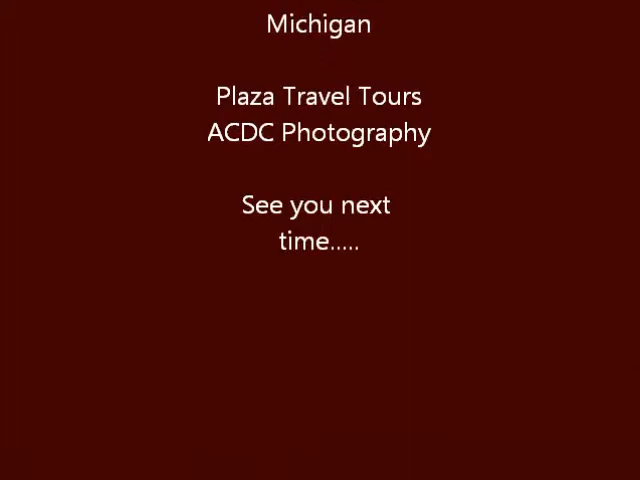 Michigan
Plaza Travel Tours
ACDC Photography
See you next
time.....